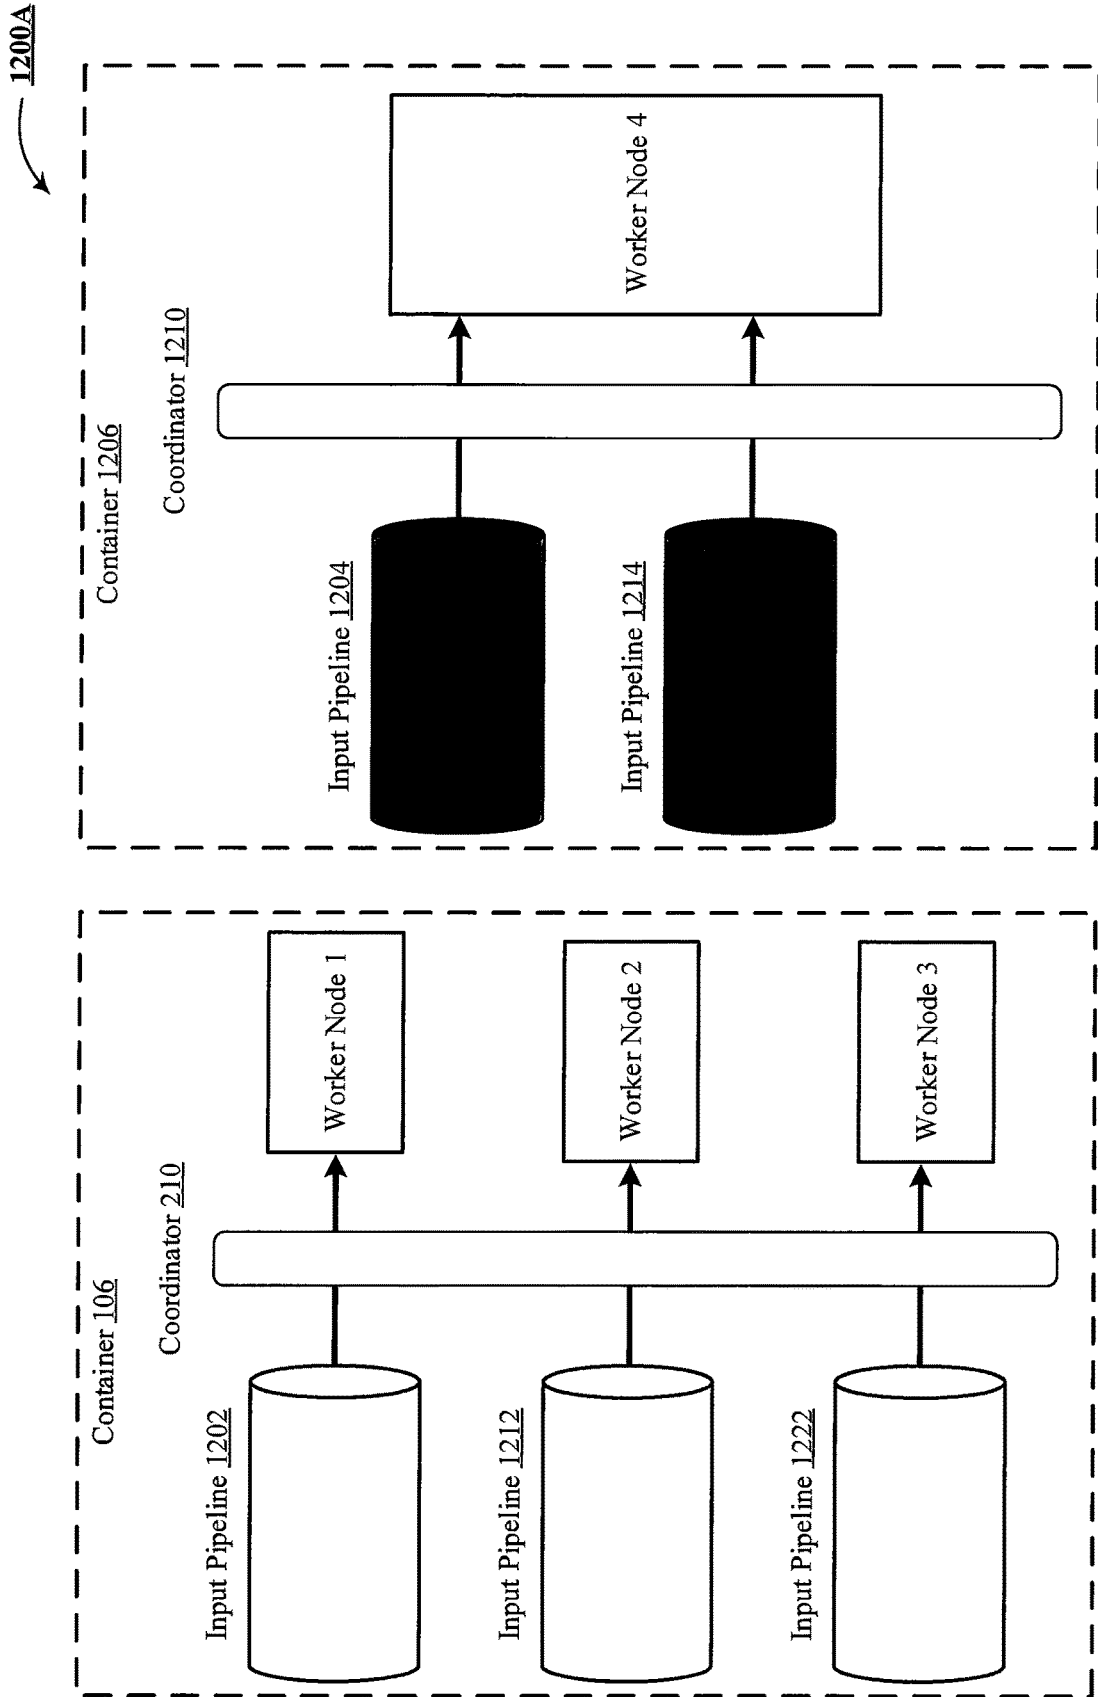 1200A
Container 106
Coordinator 210
Input Pipeline 1202
Worker Node 1
Input Pipeline 1212
Worker Node 2
Input Pipeline 1222
Worker Node 3
Container 1206
Coordinator 1210
Input Pipeline 1204
Input Pipeline 1214
Worker Node 4